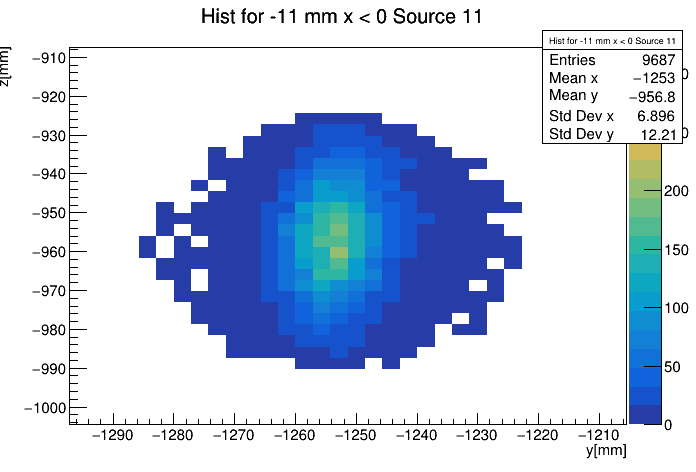 Hist for -11 mm x < 0 Source 11
z[mm]
Hist for -11 mm x < 0 Source 11
Entries 9687
Mean x −1253
Mean y −956.8
Std Dev x 6.896
Std Dev y 12.21
−910
−920
−930
−940
−950
−960
−970
−980
−990
−1000
200
150
100
50
0
−1290 −1280 −1270 −1260 −1250 −1240 −1230 −1220 −1210
y[mm]